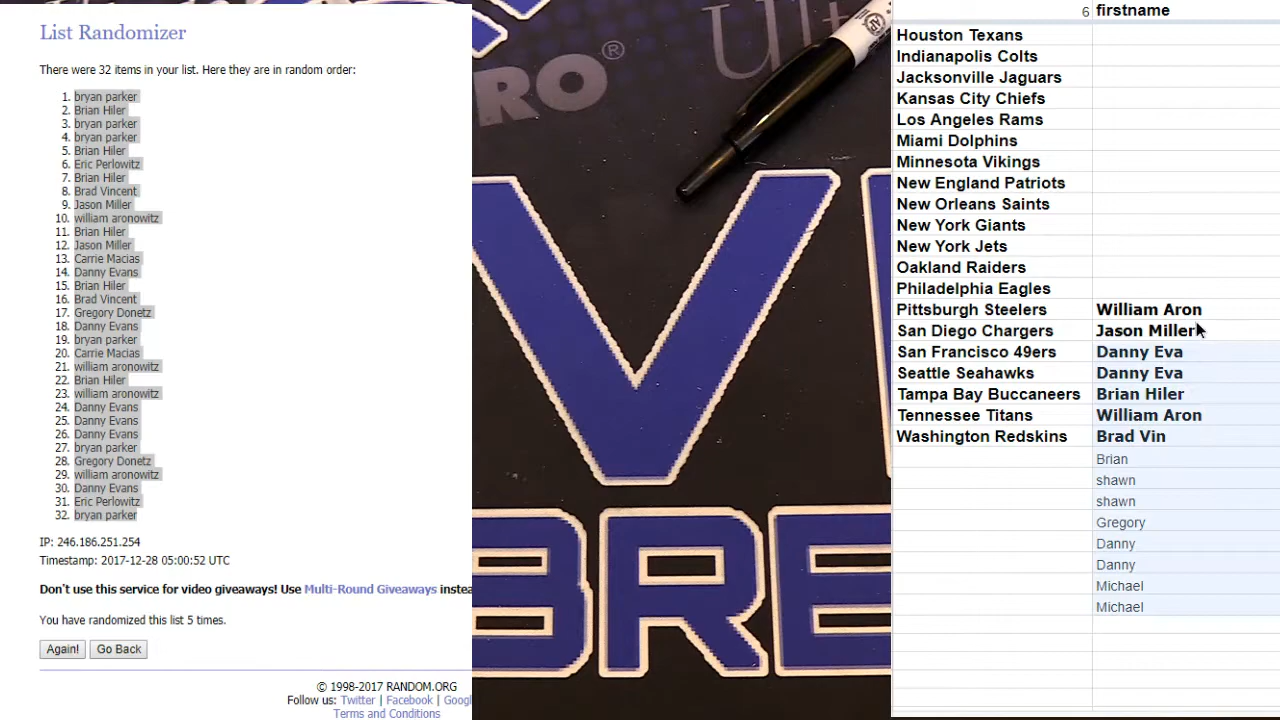 List Randomizer
There were 32 items in your list. Here they are in random order:
1. bryan parker
2. Brian Hiler
3. bryan parker
4. bryan parker
5. Brian Hiler
6. Eric Perlowitz
7. Brian Hiler
8. Brad Vincent
9. Jason Miller
10. william aronowitz
11. Brian Hiler
12. Jason Miller
13. Carrie Macias
14. Danny Evans
15. Brian Hiler
16. Brad Vincent
17. Gregory Donetz
18. Danny Evans
19. bryan parker
20. Carrie Macias
21. william aronowitz
22. Brian Hiler
23. william aronowitz
24. Danny Evans
25. Danny Evans
26. Danny Evans
27. bryan parker
28. Gregory Donetz
29. william aronowitz
30. Danny Evans
31. Eric Perlowitz
32. bryan parker
IP: 246.186.251.254
Timestamp: 2017-12-28 05:00:52 UTC
Don't use this service for video giveaways! Use Multi-Round Giveaways instea
You have randomized this list 5 times.
Again! Go Back
© 1998-2017 RANDOM.ORG
Follow us: Twitter | Facebook | Googl
Terms and Conditions
RO®
Ul
V
BRE
6 firstname
Houston Texans
Indianapolis Colts
Jacksonville Jaguars
Kansas City Chiefs
Los Angeles Rams
Miami Dolphins
Minnesota Vikings
New England Patriots
New Orleans Saints
New York Giants
New York Jets
Oakland Raiders
Philadelphia Eagles
Pittsburgh Steelers William Aron
San Diego Chargers Jason Miller
San Francisco 49ers Danny Eva
Seattle Seahawks Danny Eva
Tampa Bay Buccaneers Brian Hiler
Tennessee Titans William Aron
Washington Redskins Brad Vin
Brian
shawn
shawn
Gregory
Danny
Danny
Michael
Michael